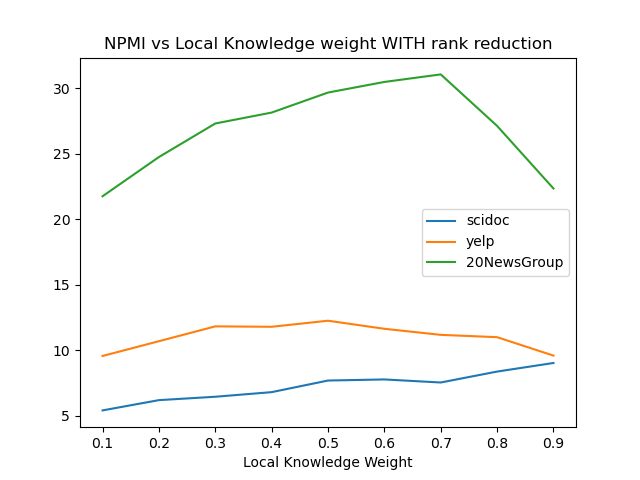 NPMI vs Local Knowledge weight WITH rank reduction
30
25
20
15
10
5
scidoc
yelp
20NewsGroup
0.1 0.2 0.3 0.4 0.5 0.6 0.7 0.8 0.9
Local Knowledge Weight